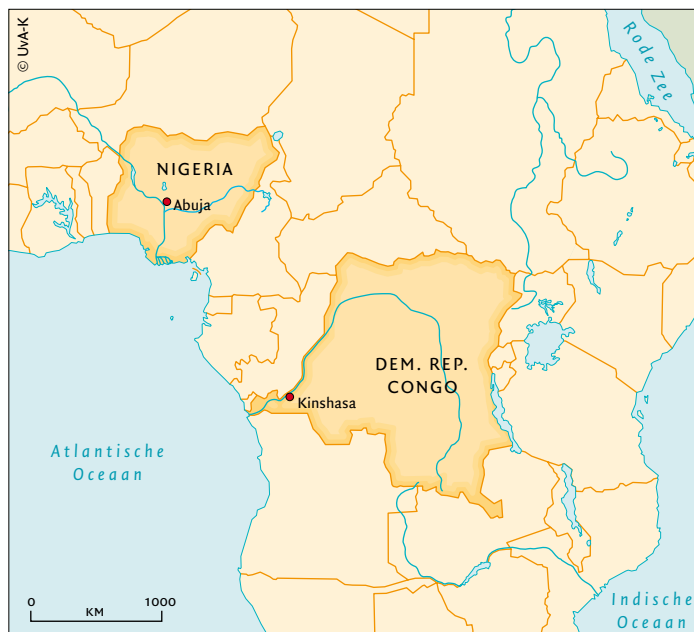 © UvA-K
Rode Zee
NIGERIA
Abuja
DEM. REP.
CONGO
Kinshasa
Atlantische
Oceaan
0 1000
KM
Indische
Oceaan